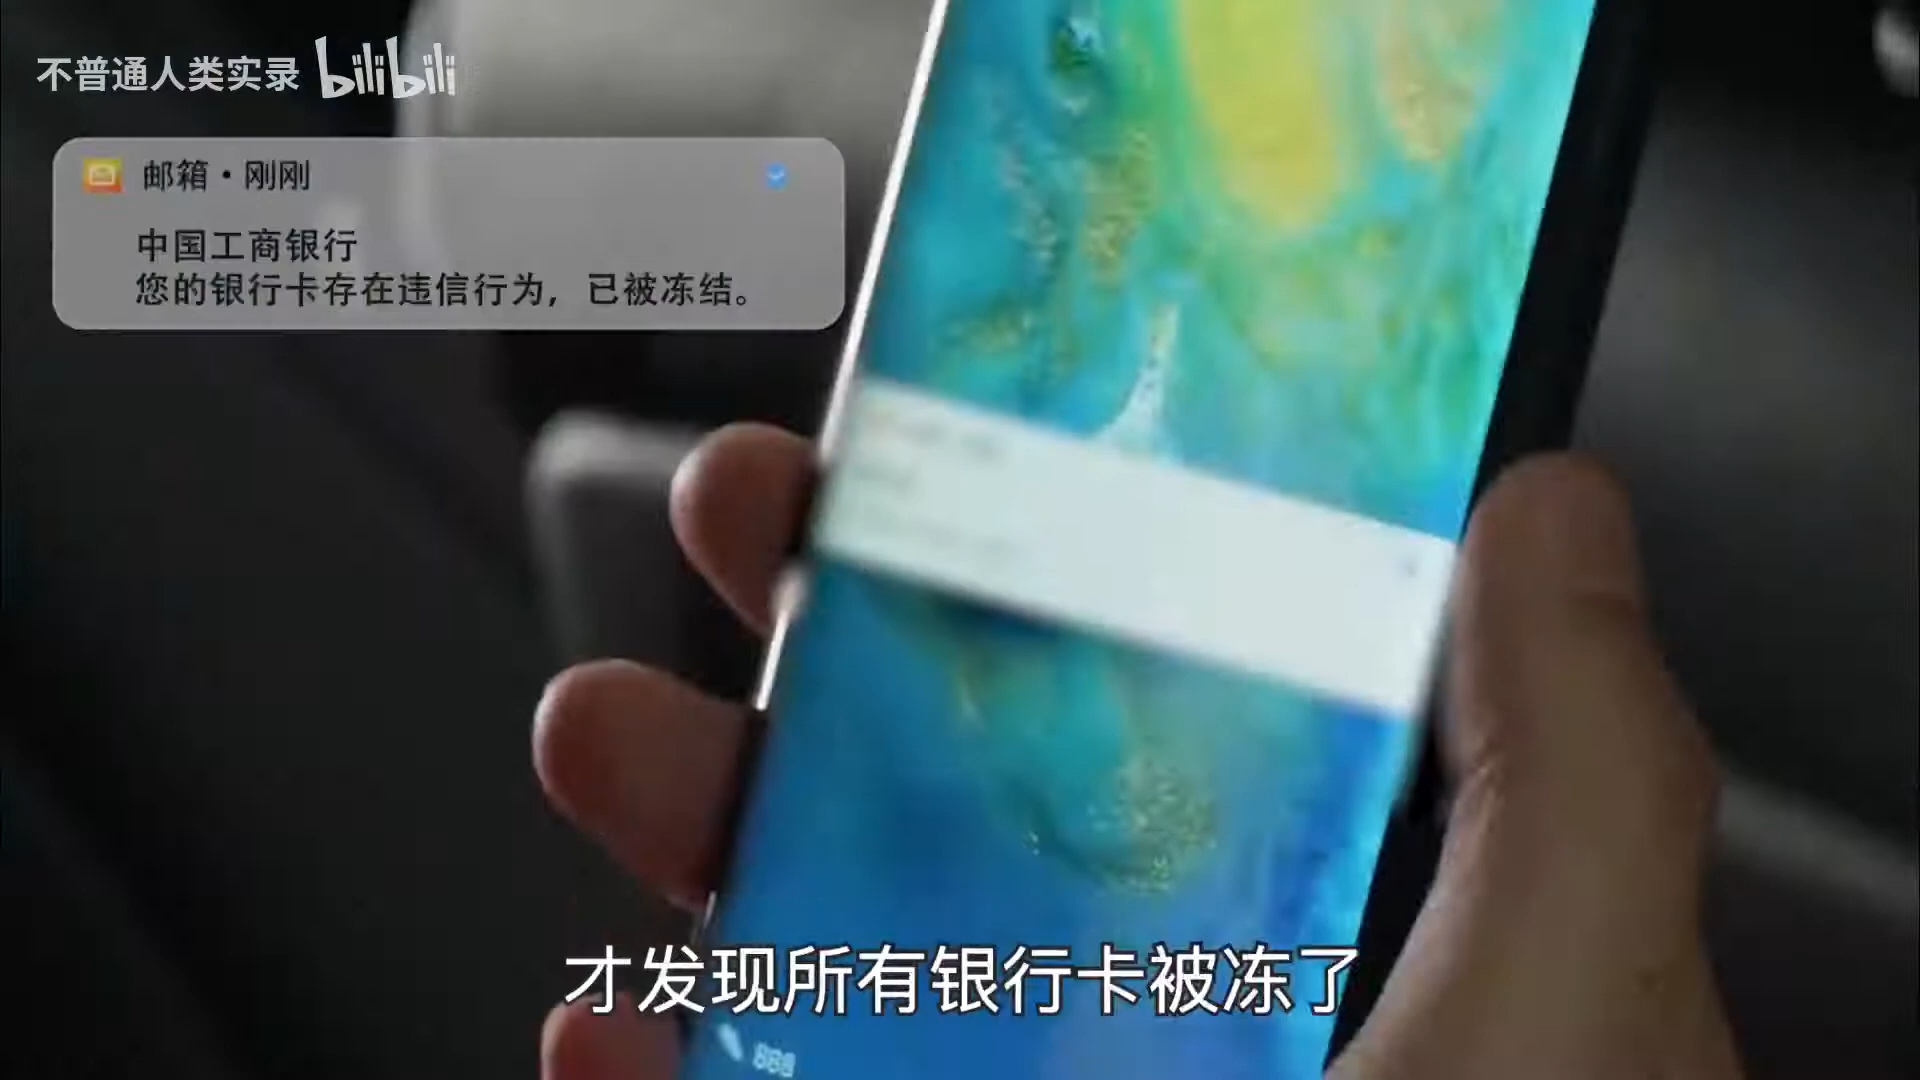 不普通人类实录 bilibili
邮箱・刚刚
中国工商银行
您的银行卡存在违信行为，已被冻结。
才发现所有银行卡被冻了